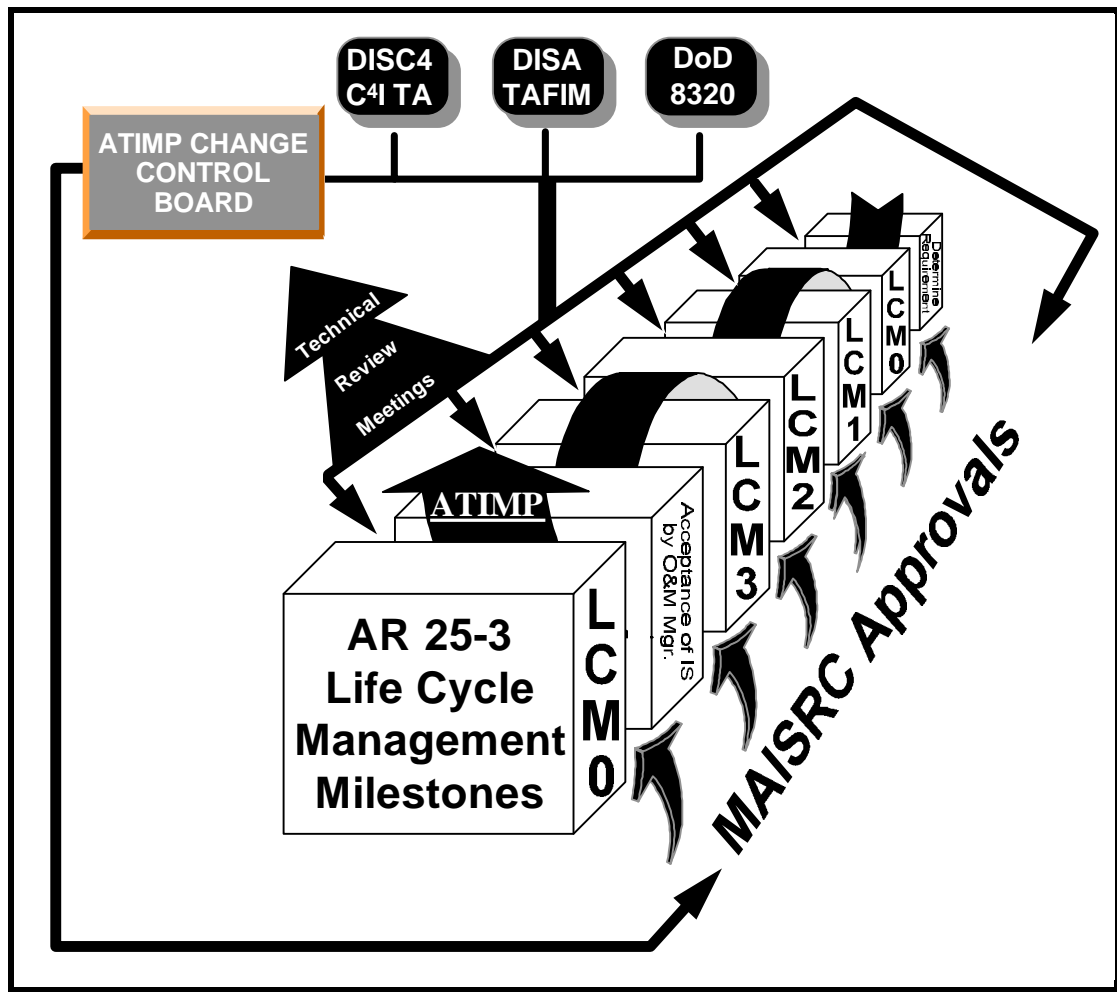 DISC4
C4I TA
DISA
TAFIM
DoD
8320
ATIMP CHANGE
CONTROL
BOARD
Technical
Review
Meetings
ATIMP
AR 25-3
Life Cycle
Management
Milestones
LCM0
Acceptance of IS
by O&M Mgr.
LCM3
LCM2
LCM1
LCM0
Determine
Requirement
MAISRC Approvals